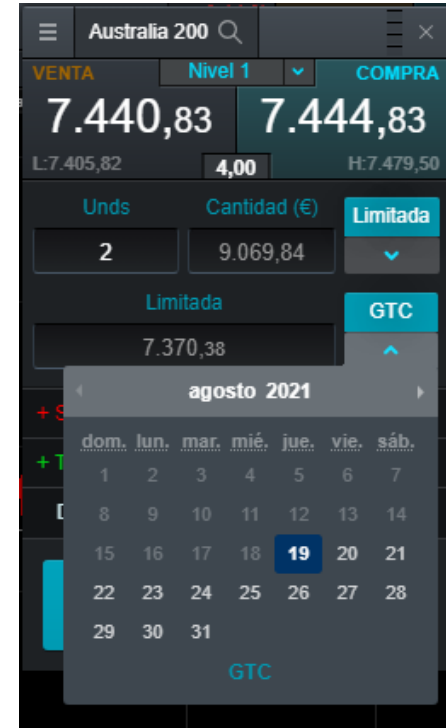 Australia 200
VENTA Nivel 1 COMPRA
7.440,83 7.444,83
L:7.405,82 4,00 H:7.479,50
Unds Cantidad (€) Limitada
2 9.069,84
Limitada GTC
7.370,38
agosto 2021
+ S
dom. lun. mar. mié. jue. vie. sáb.
+ T
1 2 3 4 5 6 7
8 9 10 11 12 13 14
15 16 17 18 19 20 21
22 23 24 25 26 27 28
29 30 31
GTC